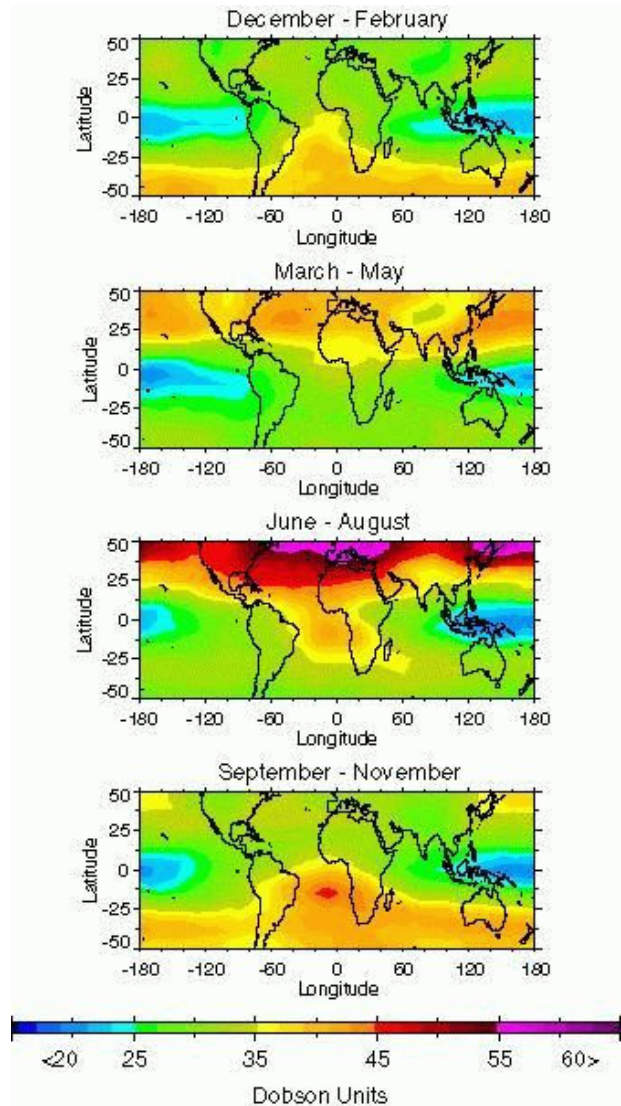 December - February
50
25
0
-25
-50
Latitude
-180 -120 -60 0 60 120 180
Longitude
March - May
50
25
0
-25
-50
Latitude
-180 -120 -60 0 60 120 180
Longitude
June - August
50
25
0
-25
-50
Latitude
-180 -120 -60 0 60 120 180
Longitude
September - November
50
25
0
-25
-50
Latitude
-180 -120 -60 0 60 120 180
Longitude
<20 25 35 45 55 60>
Dobson Units